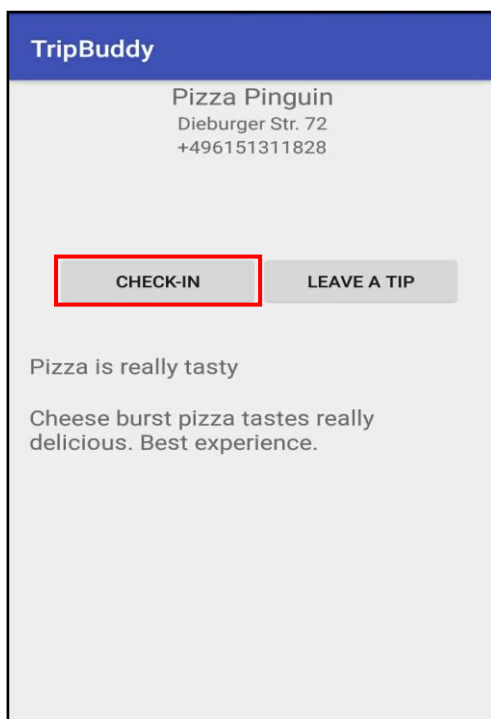 TripBuddy
Pizza Pinguin
Dieburger Str. 72
+496151311828
CHECK-IN LEAVE A TIP
Pizza is really tasty
Cheese burst pizza tastes really
delicious. Best experience.